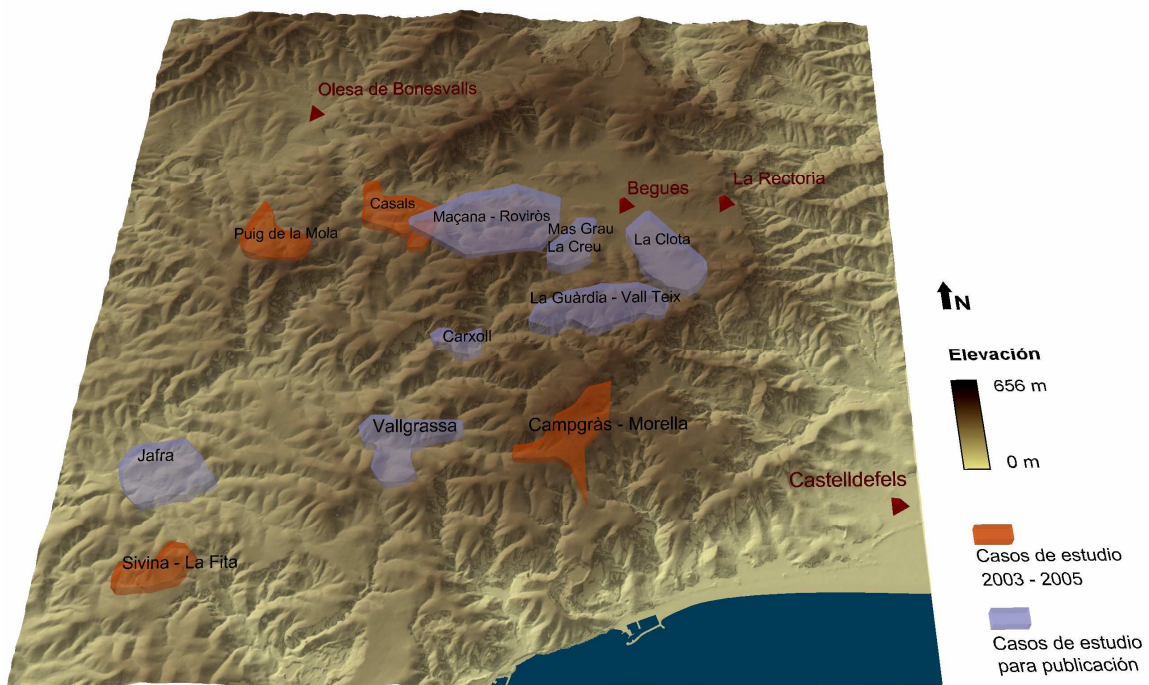 Olesa de Bonesvalls
Begues
La Rectoria
Casals
Puig de la Mola
Maçana - Roviròs
Mas Grau
La Creu
La Clota
La Guàrdia - Vall Teix
Carxoll
Vallgrassa
Campgràs - Morella
Jafra
Castelldefels
Sivina - La Fita
N
Elevación
656 m
0 m
Casos de estudio
2003 - 2005
Casos de estudio
para publicación